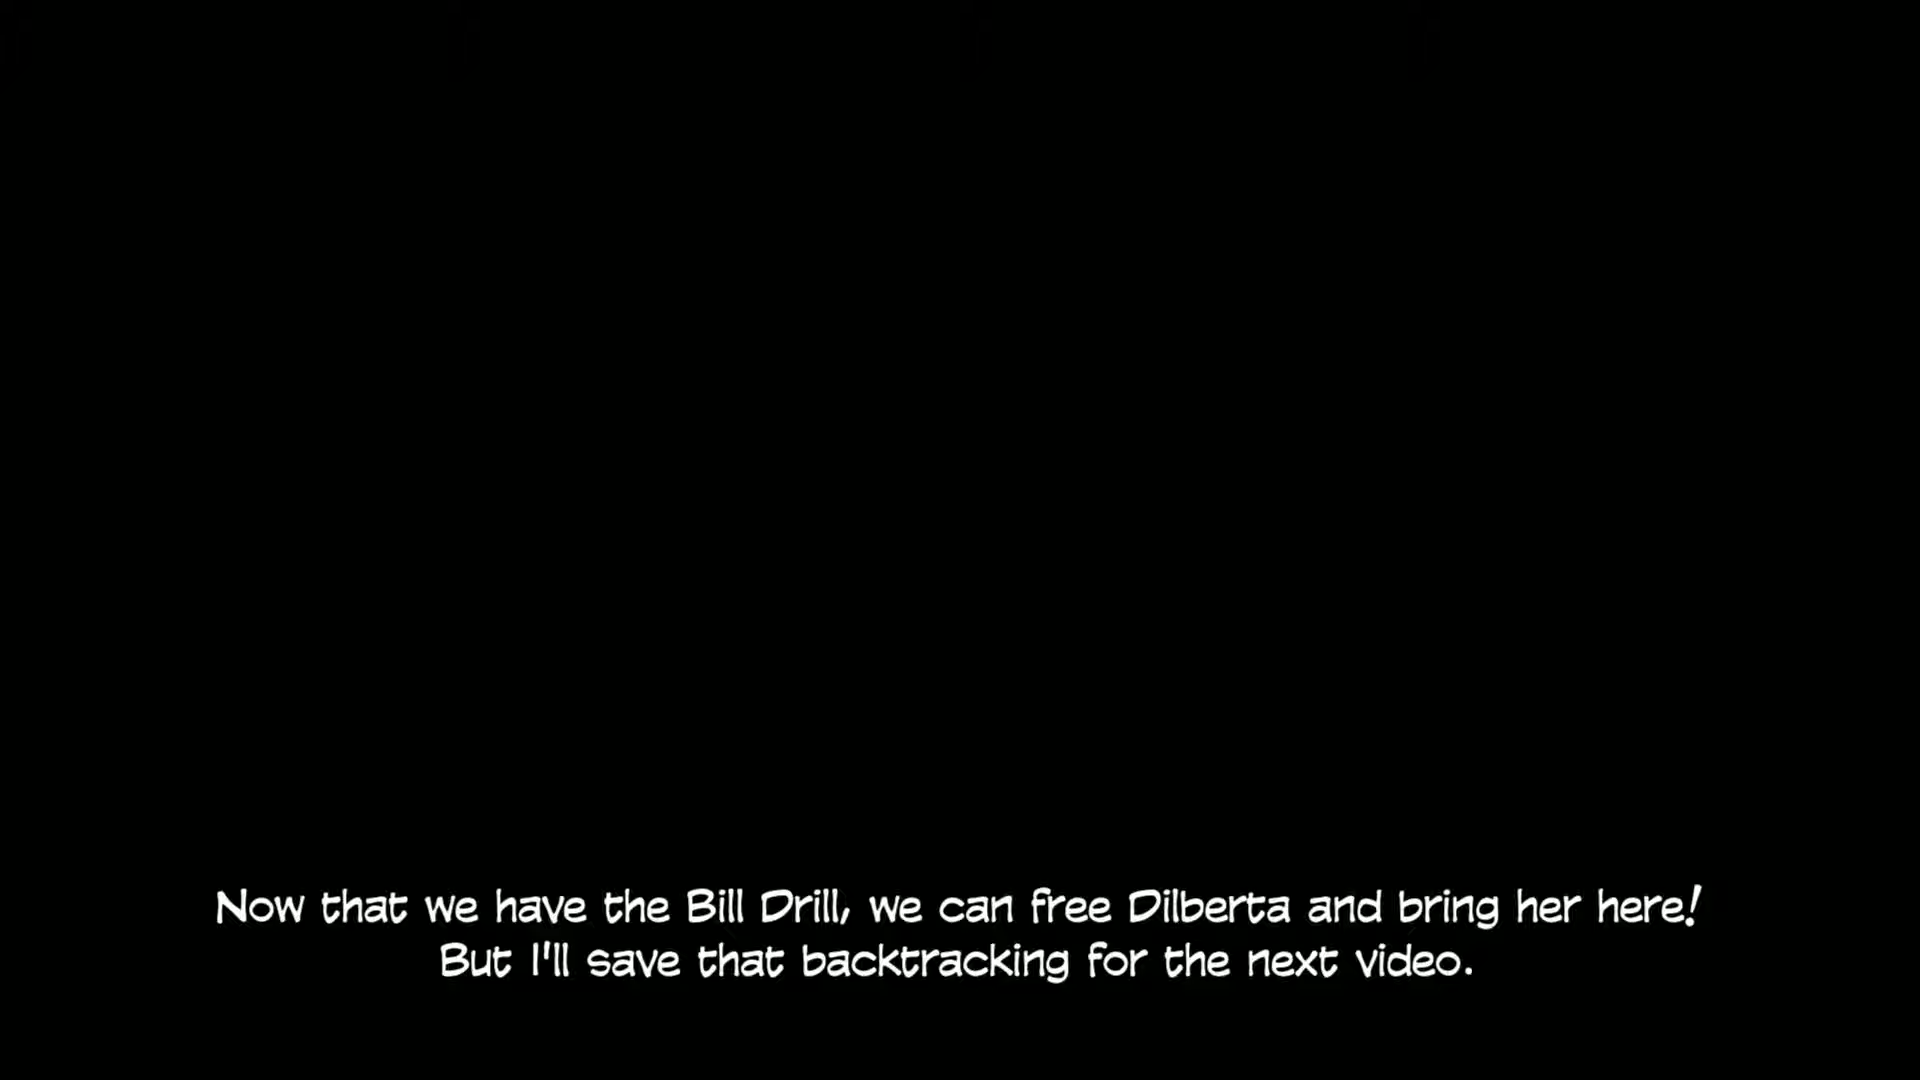 Now that we have the Bill Drill, we can free Dilberta and bring her here!
But I'll save that backtracking for the next video.